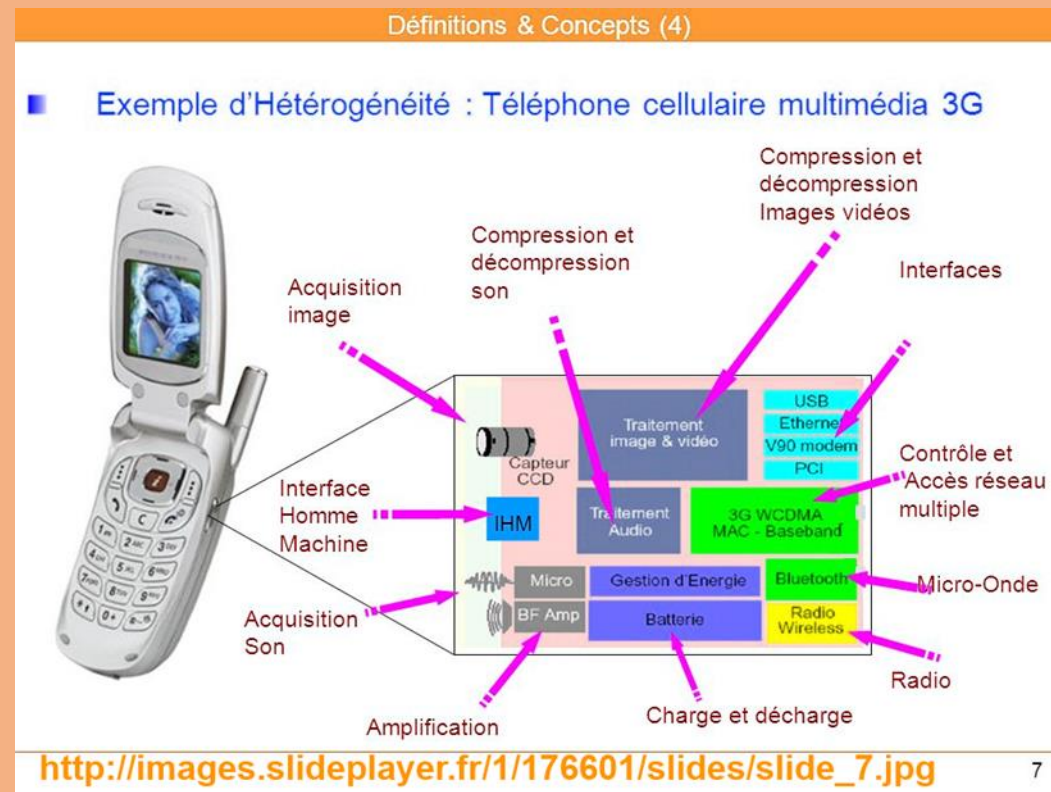 Définitions & Concepts (4)
Exemple d'Hétérogénéité : Téléphone cellulaire multimédia 3G
Compression et
décompression
Images vidéos
Compression et
décompression
son
Interfaces
Acquisition
image
USB
Ethernet
V90 modem
PCI
Traitement
image & vidéo
Capteur
CCD
Contrôle et
Accès réseau
multiple
Interface
Homme
Machine
IHM
Traitement
Audio
3G WCDMA
MAC - Baseband
Micro
Gestion d'Energie
Bluetooth
Micro-Onde
BF Amp
Batterie
Radio
Wireless
Acquisition
Son
Radio
Amplification
Charge et décharge
http://images.slideplayer.fr/1/176601/slides/slide_7.jpg
7